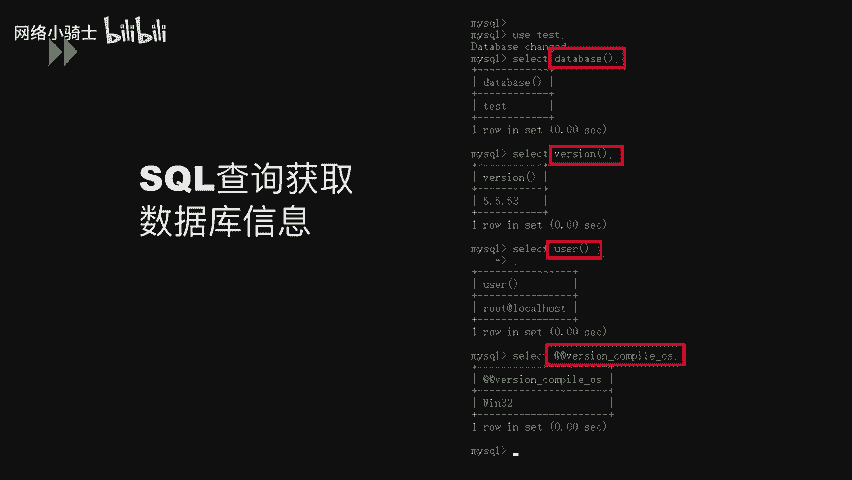 网络小骑士 bilibili
SQL查询获取
数据库信息
mysql>
mysql> use test;
Database changed
mysql> select database();
+------------+
| database() |
+------------+
| test       |
+------------+
1 row in set (0.00 sec)
mysql> select version();
+-----------+
| version() |
+-----------+
| 5.5.53    |
+-----------+
1 row in set (0.00 sec)
mysql> select user()
    -> ;
+----------------+
| user()         |
+----------------+
| root@localhost |
+----------------+
1 row in set (0.00 sec)
mysql> select @@version_compile_os;
+----------------------+
| @@version_compile_os |
+----------------------+
| Win32                |
+----------------------+
1 row in set (0.00 sec)
mysql>